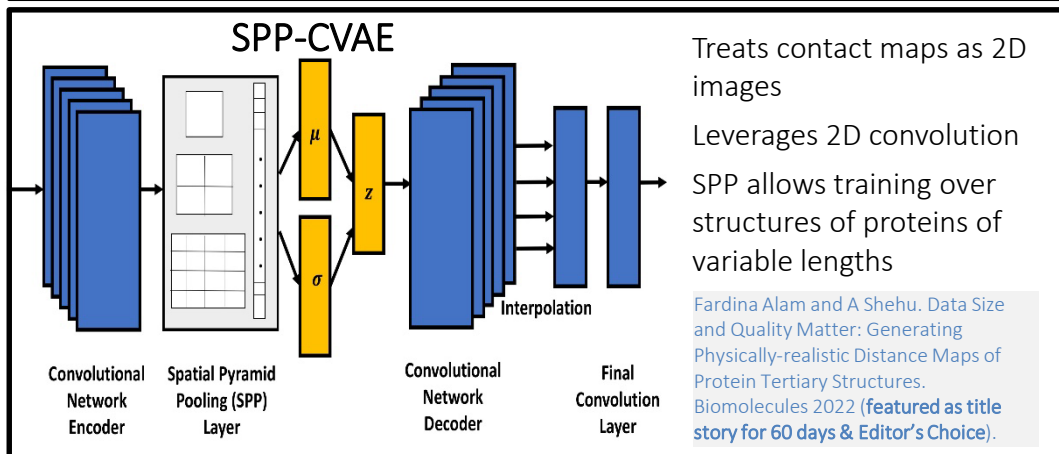 SPP-CVAE
μ
σ
z
Interpolation
Convolutional
Network
Encoder
Spatial Pyramid
Pooling (SPP)
Layer
Convolutional
Network
Decoder
Final
Convolution
Layer
Treats contact maps as 2D
images
Leverages 2D convolution
SPP allows training over
structures of proteins of
variable lengths
Fardina Alam and A Shehu. Data Size
and Quality Matter: Generating
Physically-realistic Distance Maps of
Protein Tertiary Structures.
Biomolecules 2022 (featured as title
story for 60 days & Editor’s Choice).